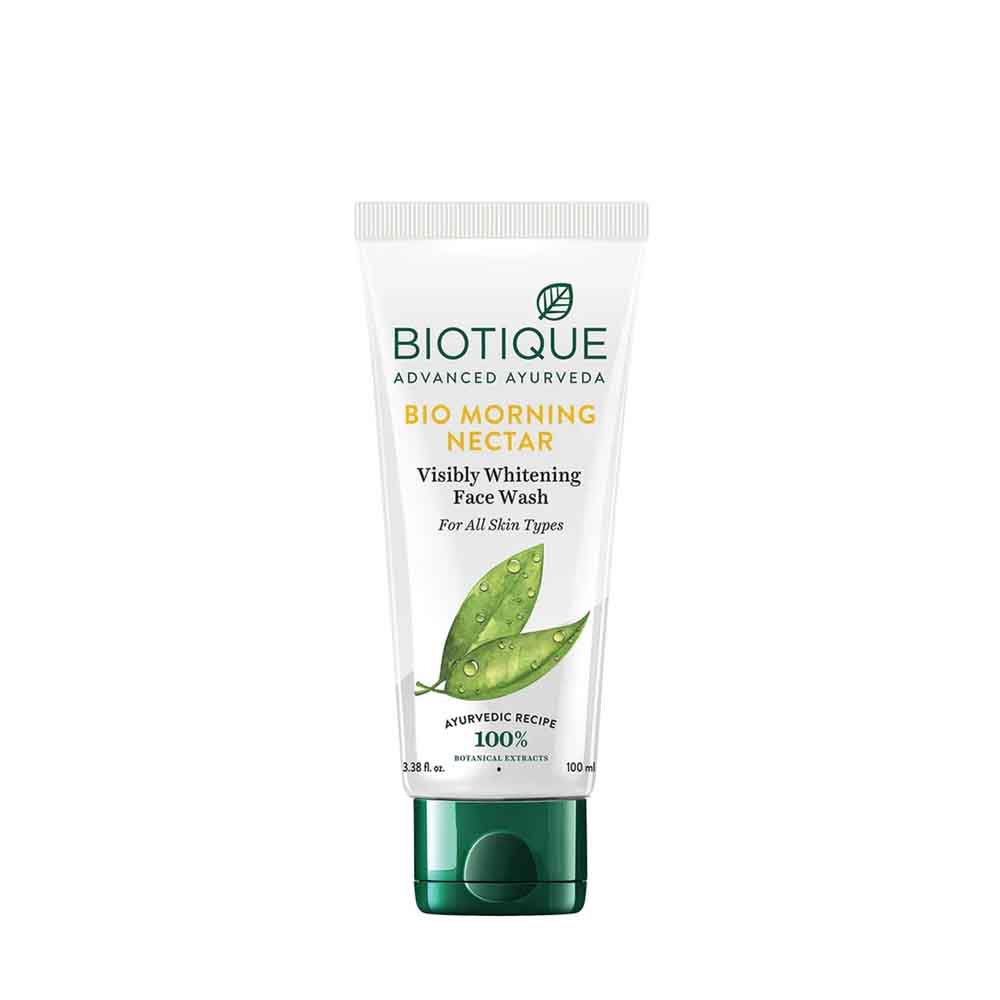 BIOTIQUE
ADVANCED AYURVEDA
BIO MORNING
NECTAR
Visibly Whitening
Face Wash
For All Skin Types
AYURVEDIC RECIPE
100%
BOTANICAL EXTRACTS
3.38 fl. oz. • 100 ml